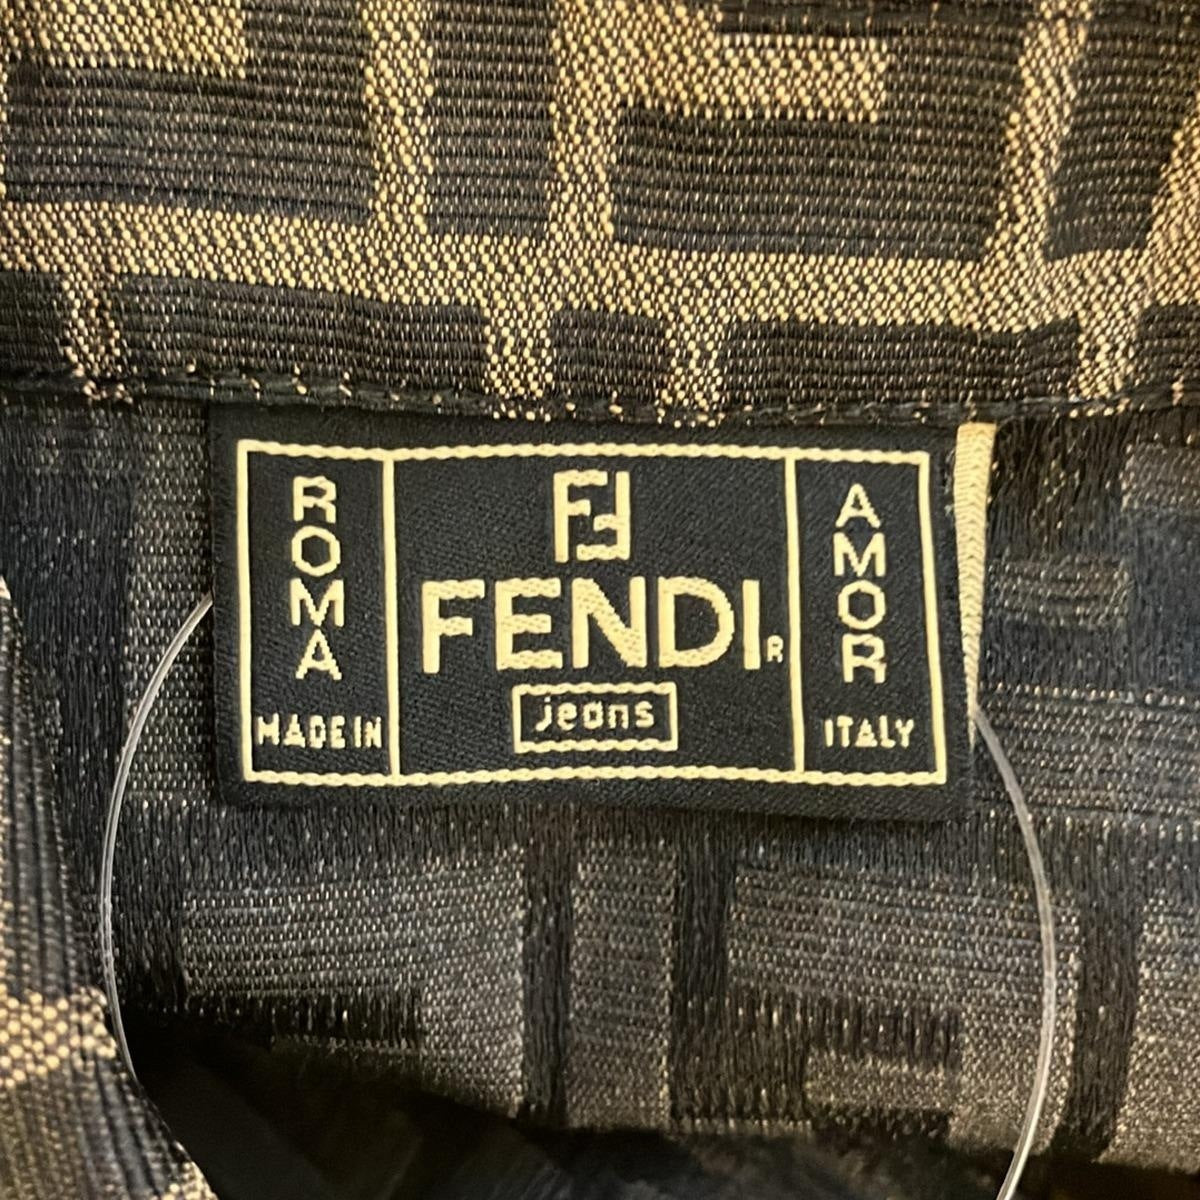 ROMA
MADE IN
FF
FENDI R
jeans
AMOR
ITALY